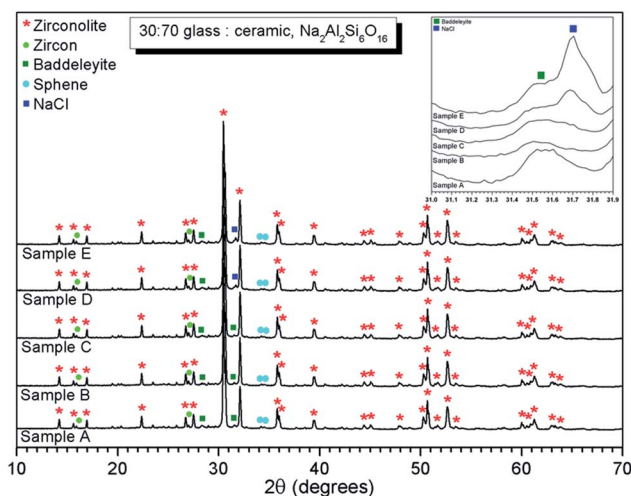 Zirconolite
Zircon
Baddeleyite
Sphene
NaCl
30:70 glass : ceramic, Na₂Al₂Si₆O₁₆
Baddeleyite
NaCl
Sample E
Sample D
Sample C
Sample B
Sample A
31.0 31.1 31.2 31.3 31.4 31.5 31.6 31.7 31.8 31.9
Sample E
Sample D
Sample C
Sample B
Sample A
10 20 30 40 50 60 70
2θ (degrees)